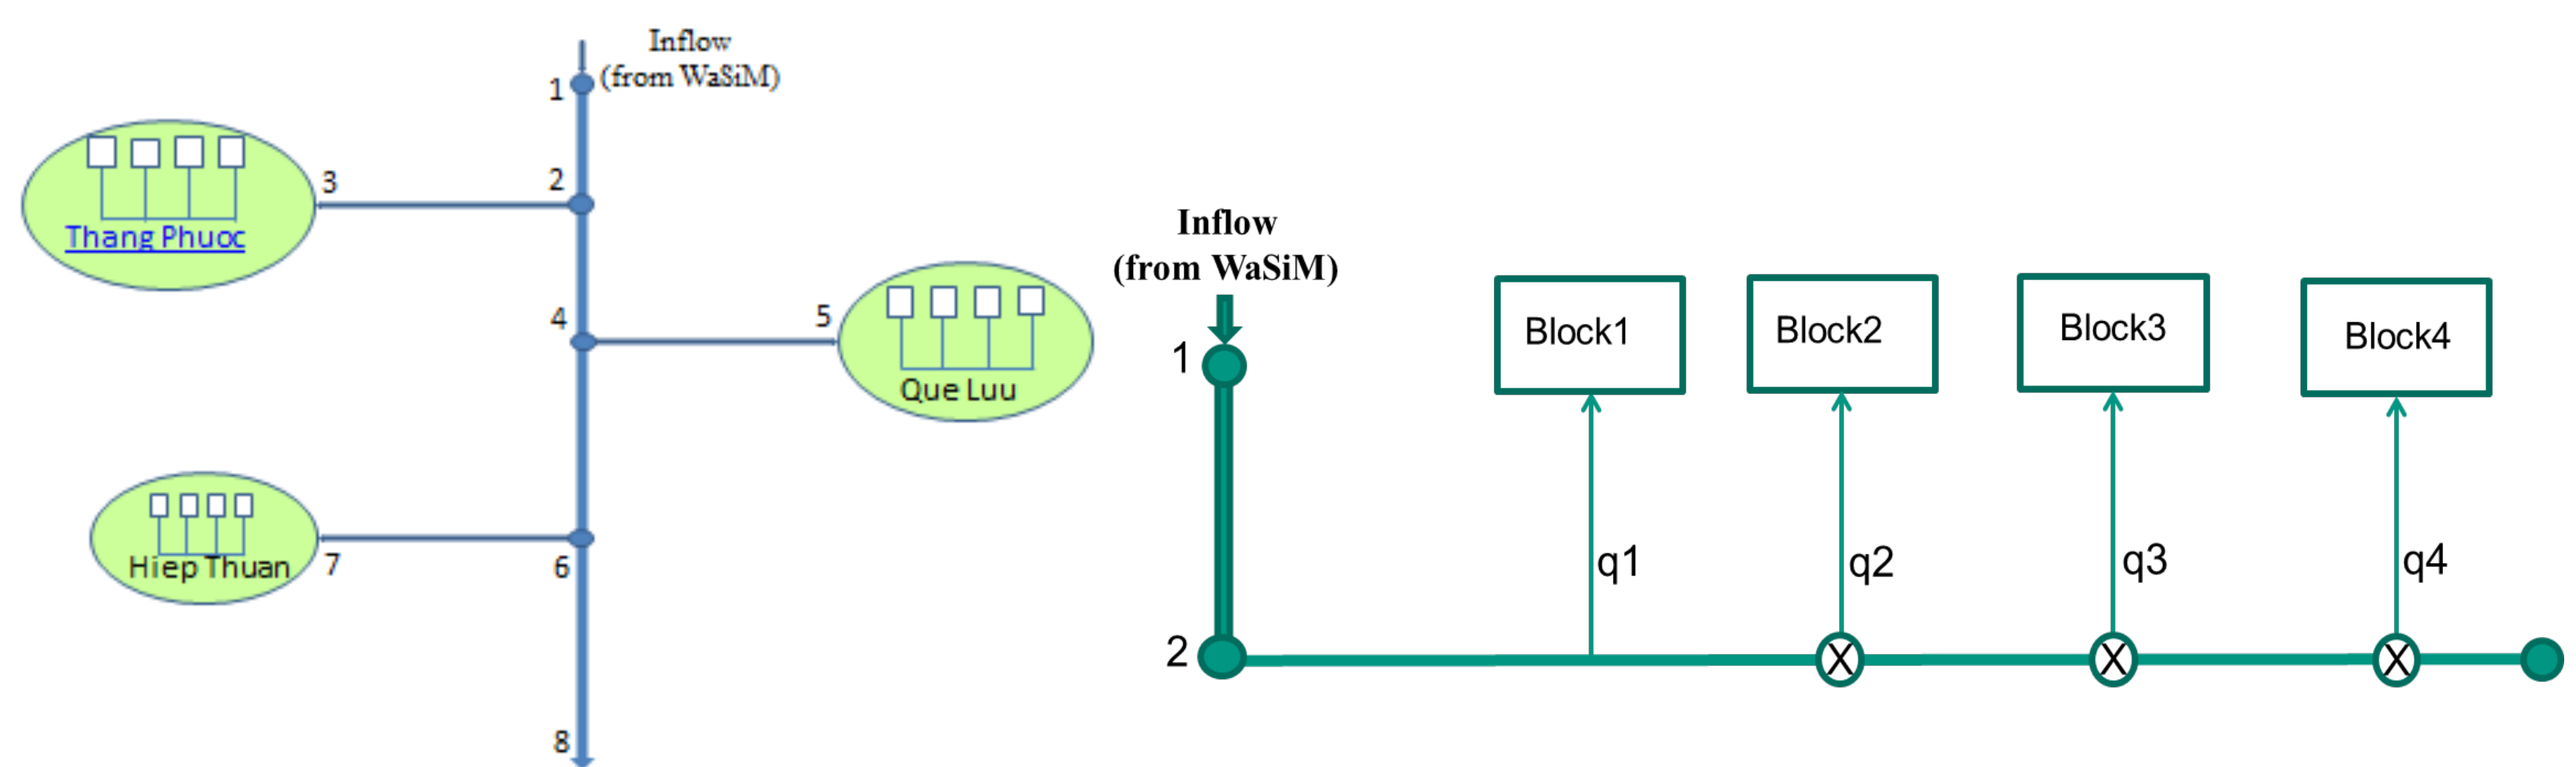 Inflow
(from WaSiM)
1
2
3
Thang Phuoc
4
5
Que Luu
Hiep Thuan
7
6
8
Inflow
(from WaSiM)
1
Block1
Block2
Block3
Block4
q1
q2
q3
q4
2
X
X
X